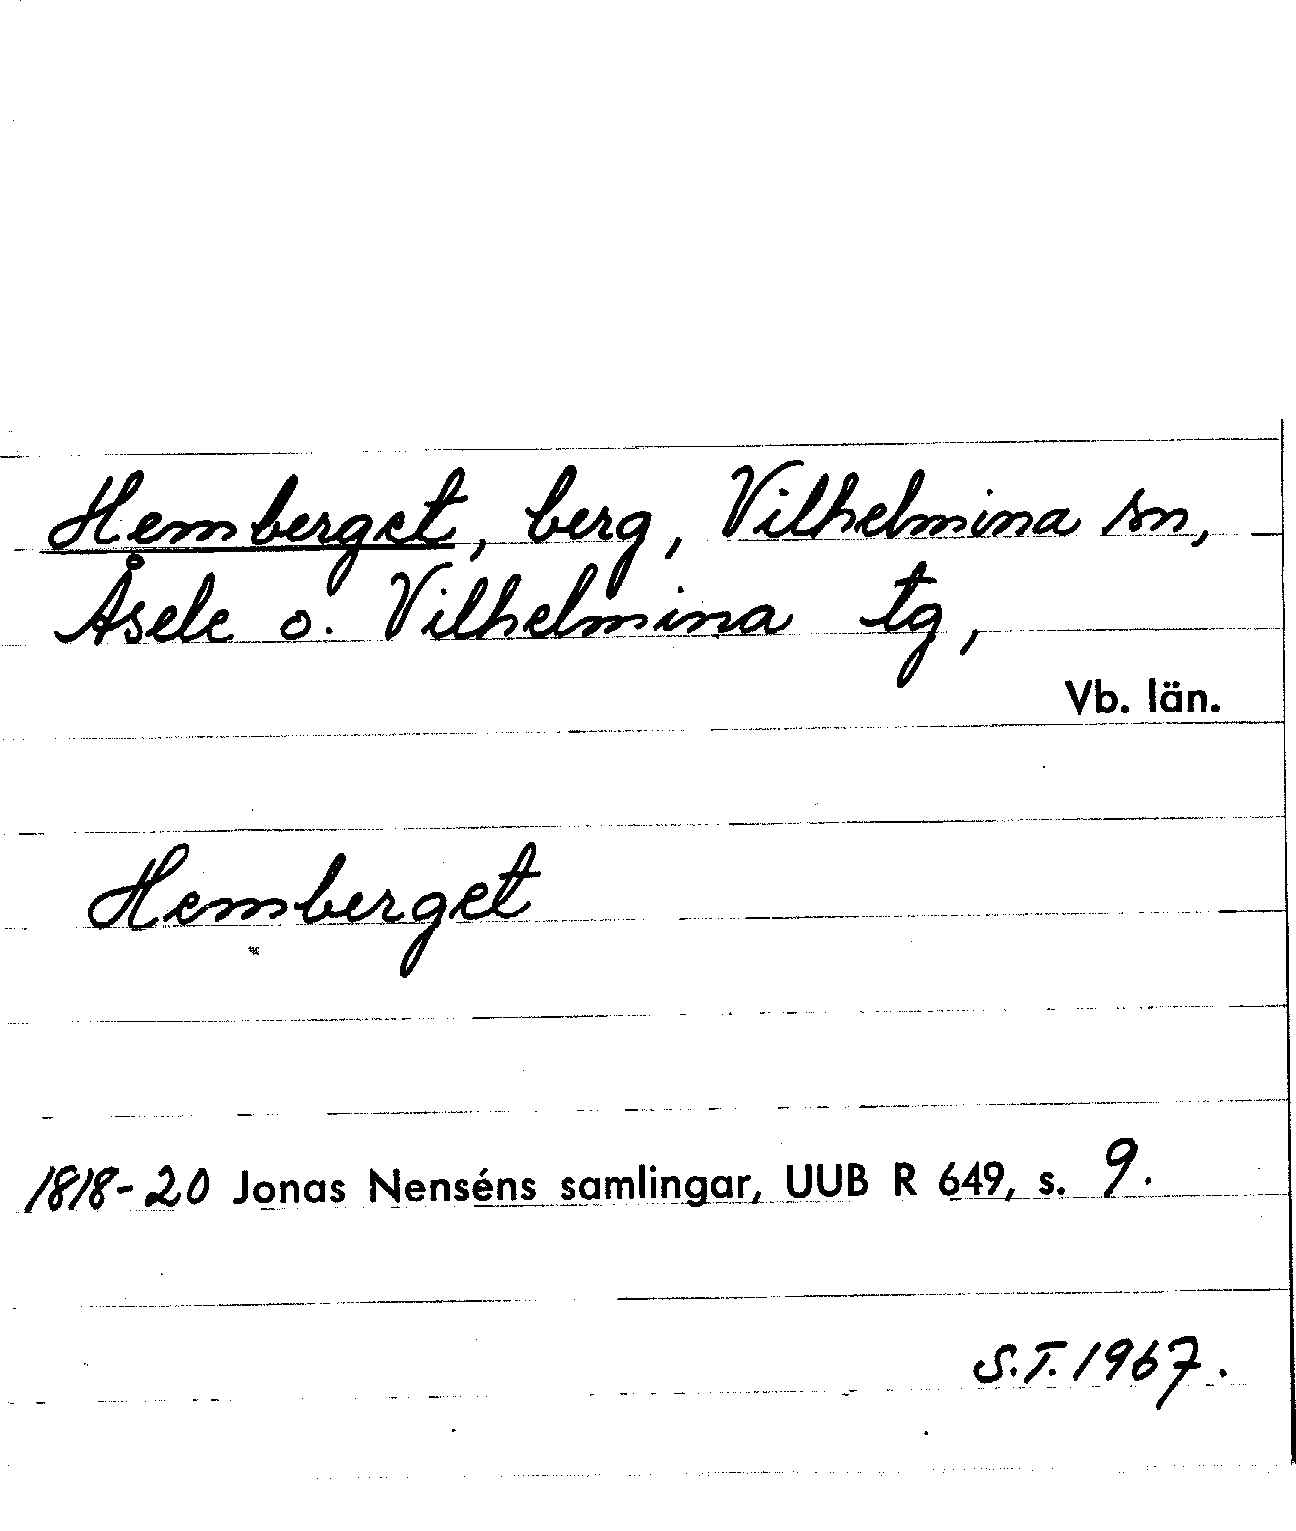 Hemberget, berg, Vilhelmina sn,
Åsele o. Vilhelmina tg,
Vb. län.
Hemberget
1818-20 Jonas Nenséns samlingar, UUB R 649, s. 9.
S.T. 1967.